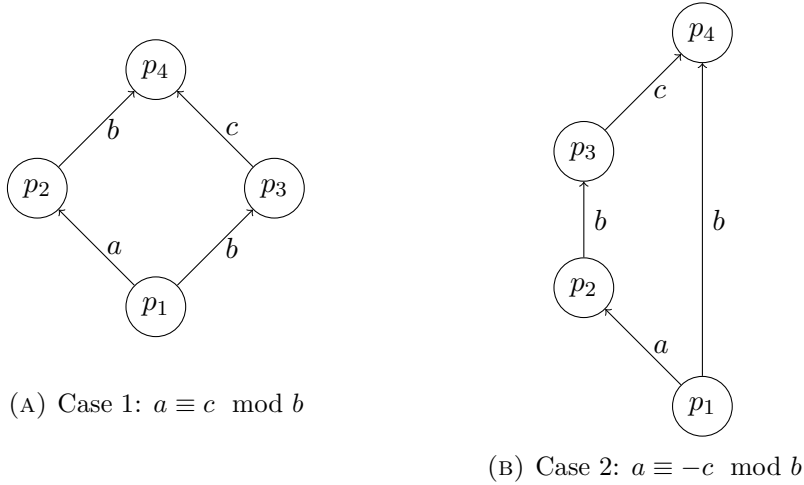 p₄
b
c
p₂
p₃
a
b
p₁
(A) Case 1: a ≡ c mod b
p₄
c
p₃
b
b
p₂
a
p₁
(B) Case 2: a ≡ −c mod b